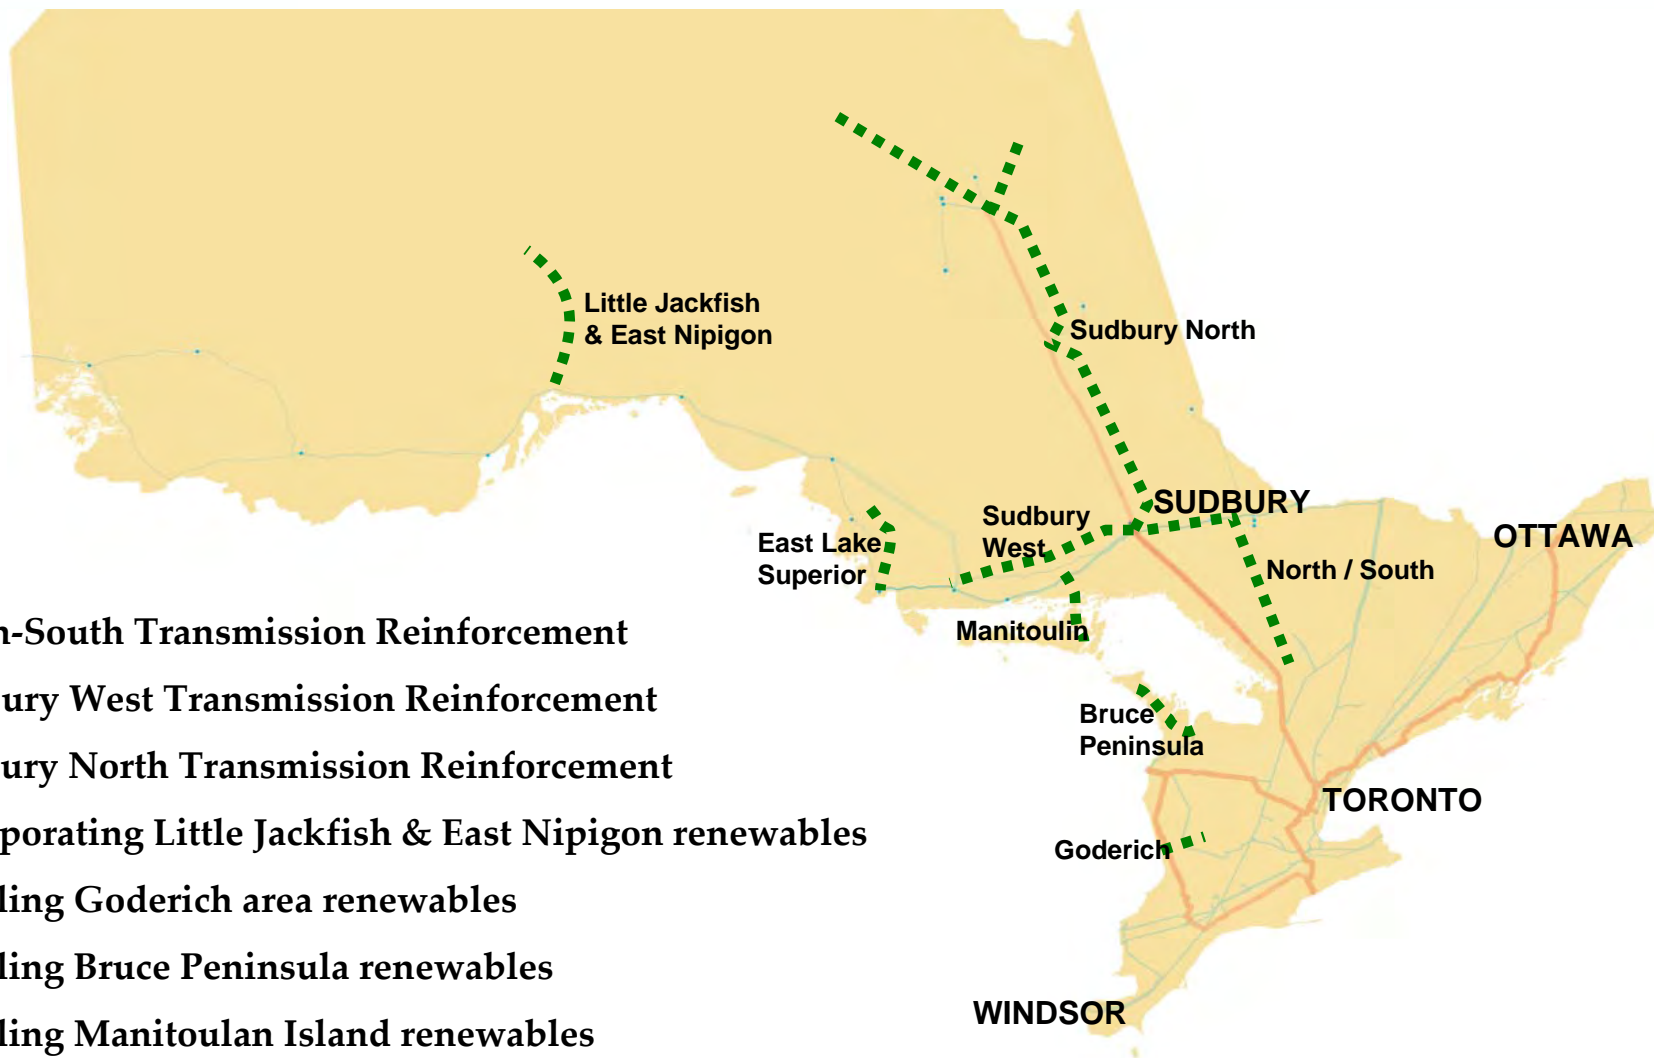 Little Jackfish
& East Nipigon
Sudbury North
SUDBURY
Sudbury
West
OTTAWA
East Lake
Superior
North / South
Manitoulin
n-South Transmission Reinforcement
ury West Transmission Reinforcement
Bruce
Peninsula
ury North Transmission Reinforcement
TORONTO
porating Little Jackfish & East Nipigon renewables
Goderich
ling Goderich area renewables
ling Bruce Peninsula renewables
WINDSOR
ling Manitoulan Island renewables